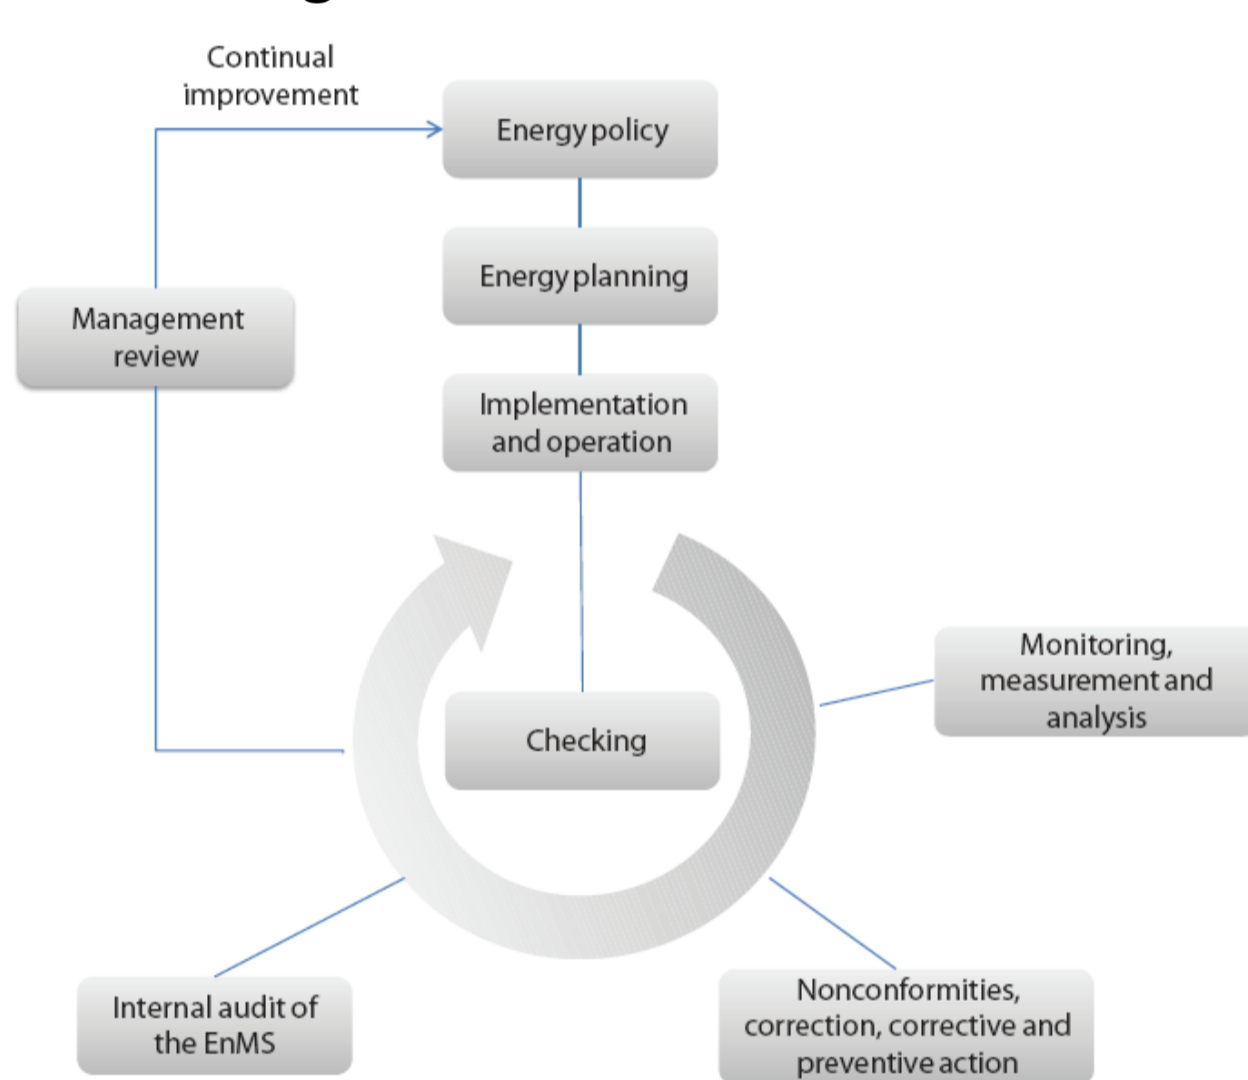 Continual
improvement
Energy policy
Energy planning
Management
review
Implementation
and operation
Monitoring,
measurement and
analysis
Checking
Internal audit of
the EnMS
Nonconformities,
correction, corrective and
preventive action